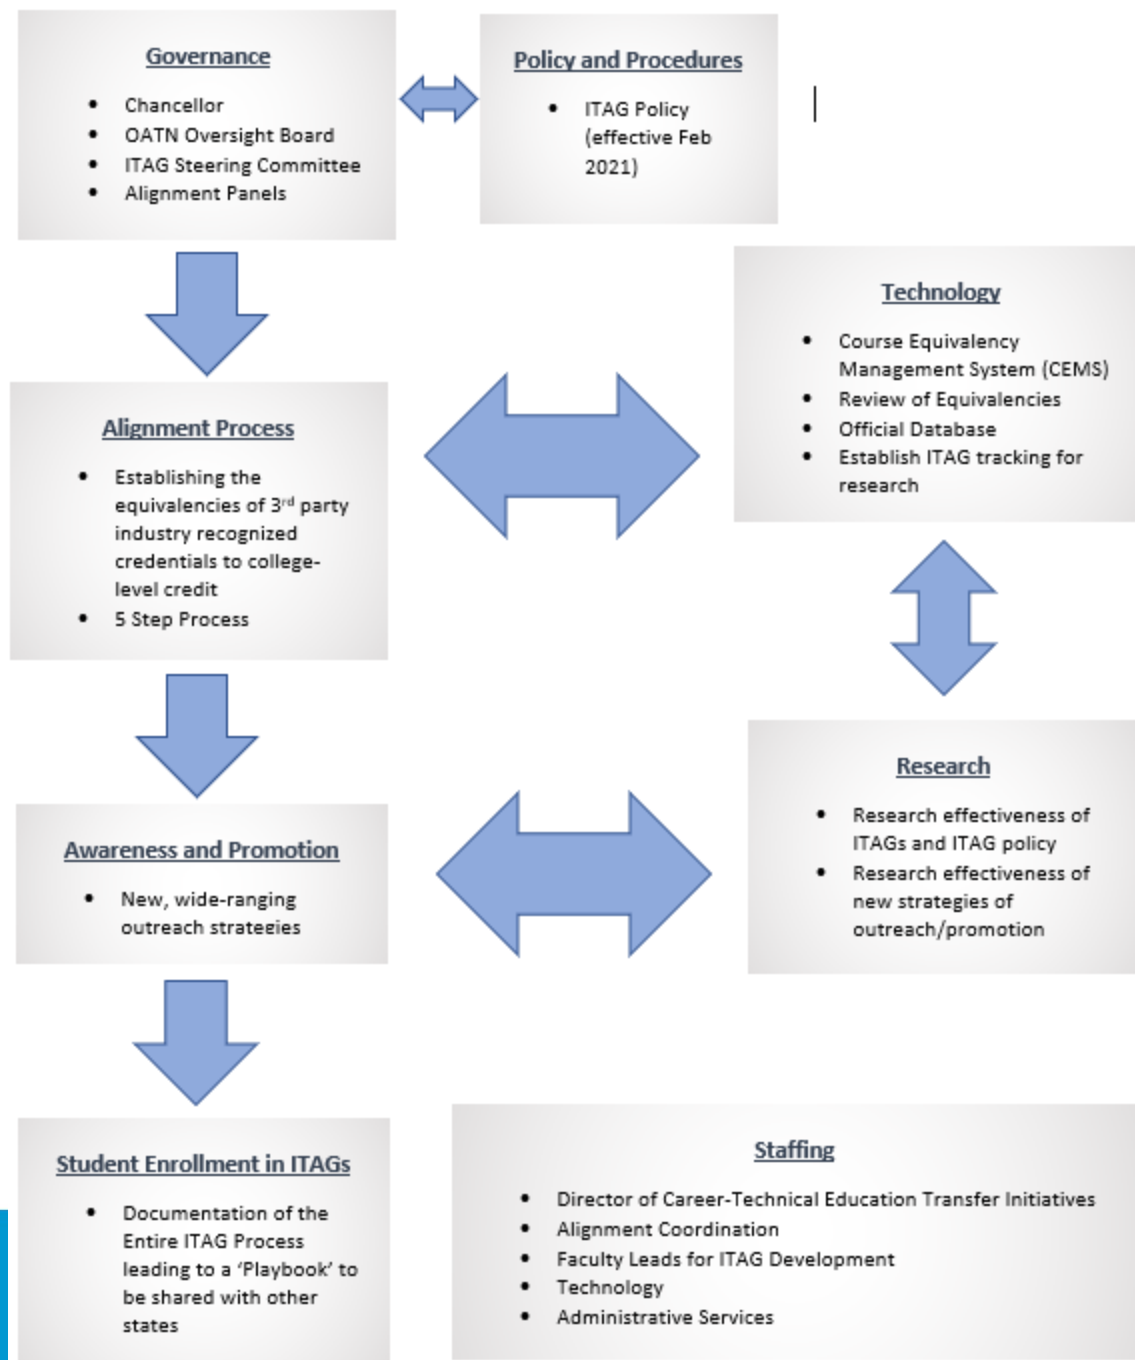 Governance
• Chancellor
• OATN Oversight Board
• ITAG Steering Committee
• Alignment Panels
Policy and Procedures
• ITAG Policy
(effective Feb
2021)
Technology
• Course Equivalency
Management System (CEMS)
• Review of Equivalencies
• Official Database
• Establish ITAG tracking for
research
Alignment Process
• Establishing the
equivalencies of 3rd party
industry recognized
credentials to college-
level credit
• 5 Step Process
Research
• Research effectiveness of
ITAGs and ITAG policy
• Research effectiveness of
new strategies of
outreach/promotion
Awareness and Promotion
• New, wide-ranging
outreach strategies
Student Enrollment in ITAGs
• Documentation of the
Entire ITAG Process
leading to a ‘Playbook’ to
be shared with other
states
Staffing
• Director of Career-Technical Education Transfer Initiatives
• Alignment Coordination
• Faculty Leads for ITAG Development
• Technology
• Administrative Services